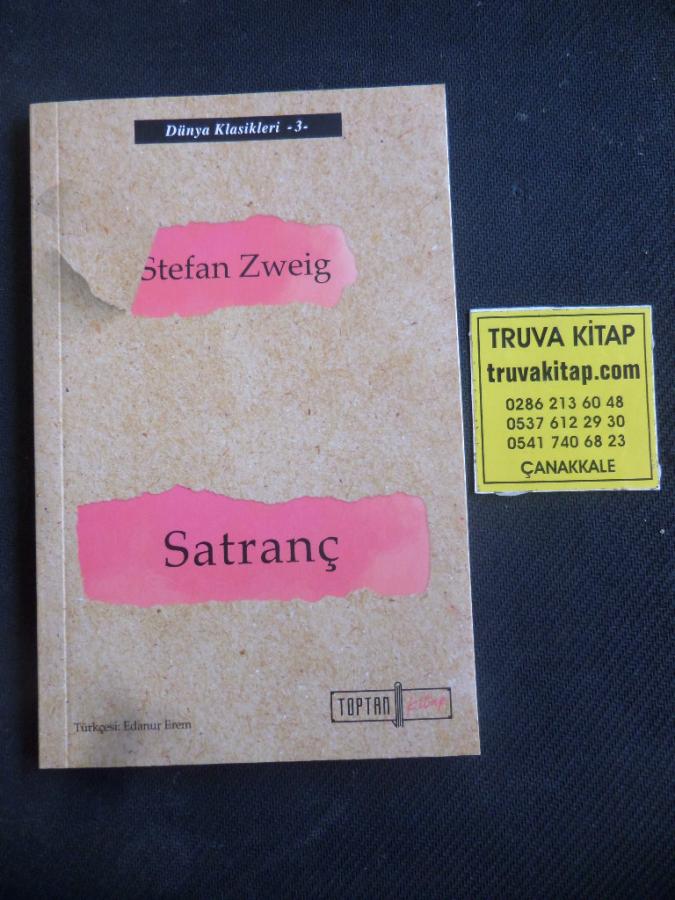 Dünya Klasikleri -3-
Stefan Zweig
Satranç
Türkçesi: Edanur Erem
TOPTAN kitap
TRUVA KİTAP
truvakitap.com
0286 213 60 48
0537 612 29 30
0541 740 68 23
ÇANAKKALE